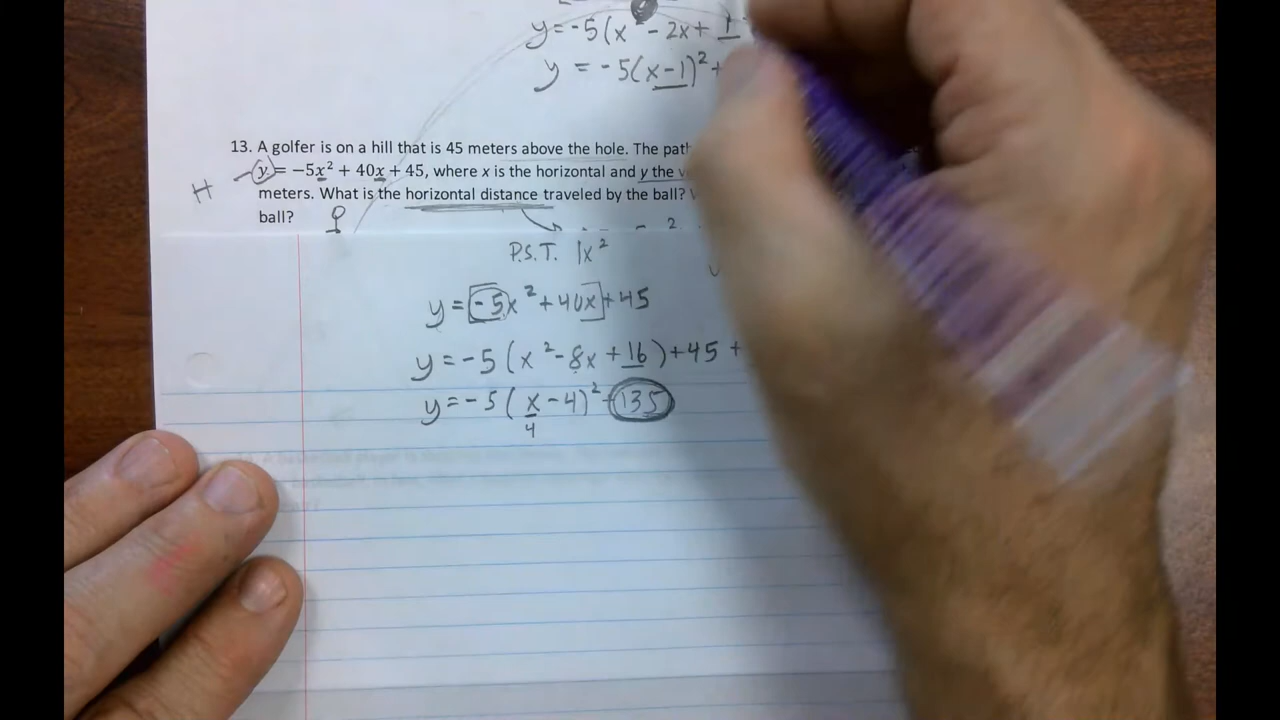 y = -5(x² - 2x + 1
y = -5(x-1)² +
13. A golfer is on a hill that is 45 meters above the hole. The path
H y = −5x² + 40x + 45, where x is the horizontal and y the v
meters. What is the horizontal distance traveled by the ball?
ball?
P.S.T. 1x²
y = -5x² + 40x + 45
y = -5(x² - 8x + 16) + 45 +
y = -5(x - 4)² + 135
4